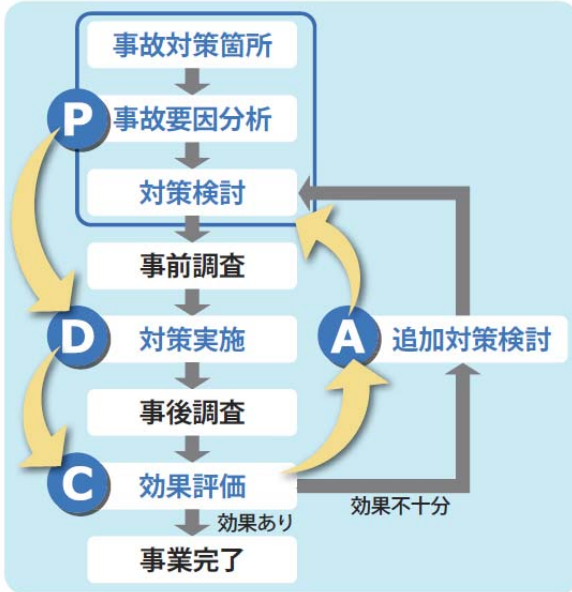 事故対策箇所
P
事故要因分析
対策検討
事前調査
D
対策実施
A
追加対策検討
事後調査
C
効果評価
効果不十分
効果あり
事業完了